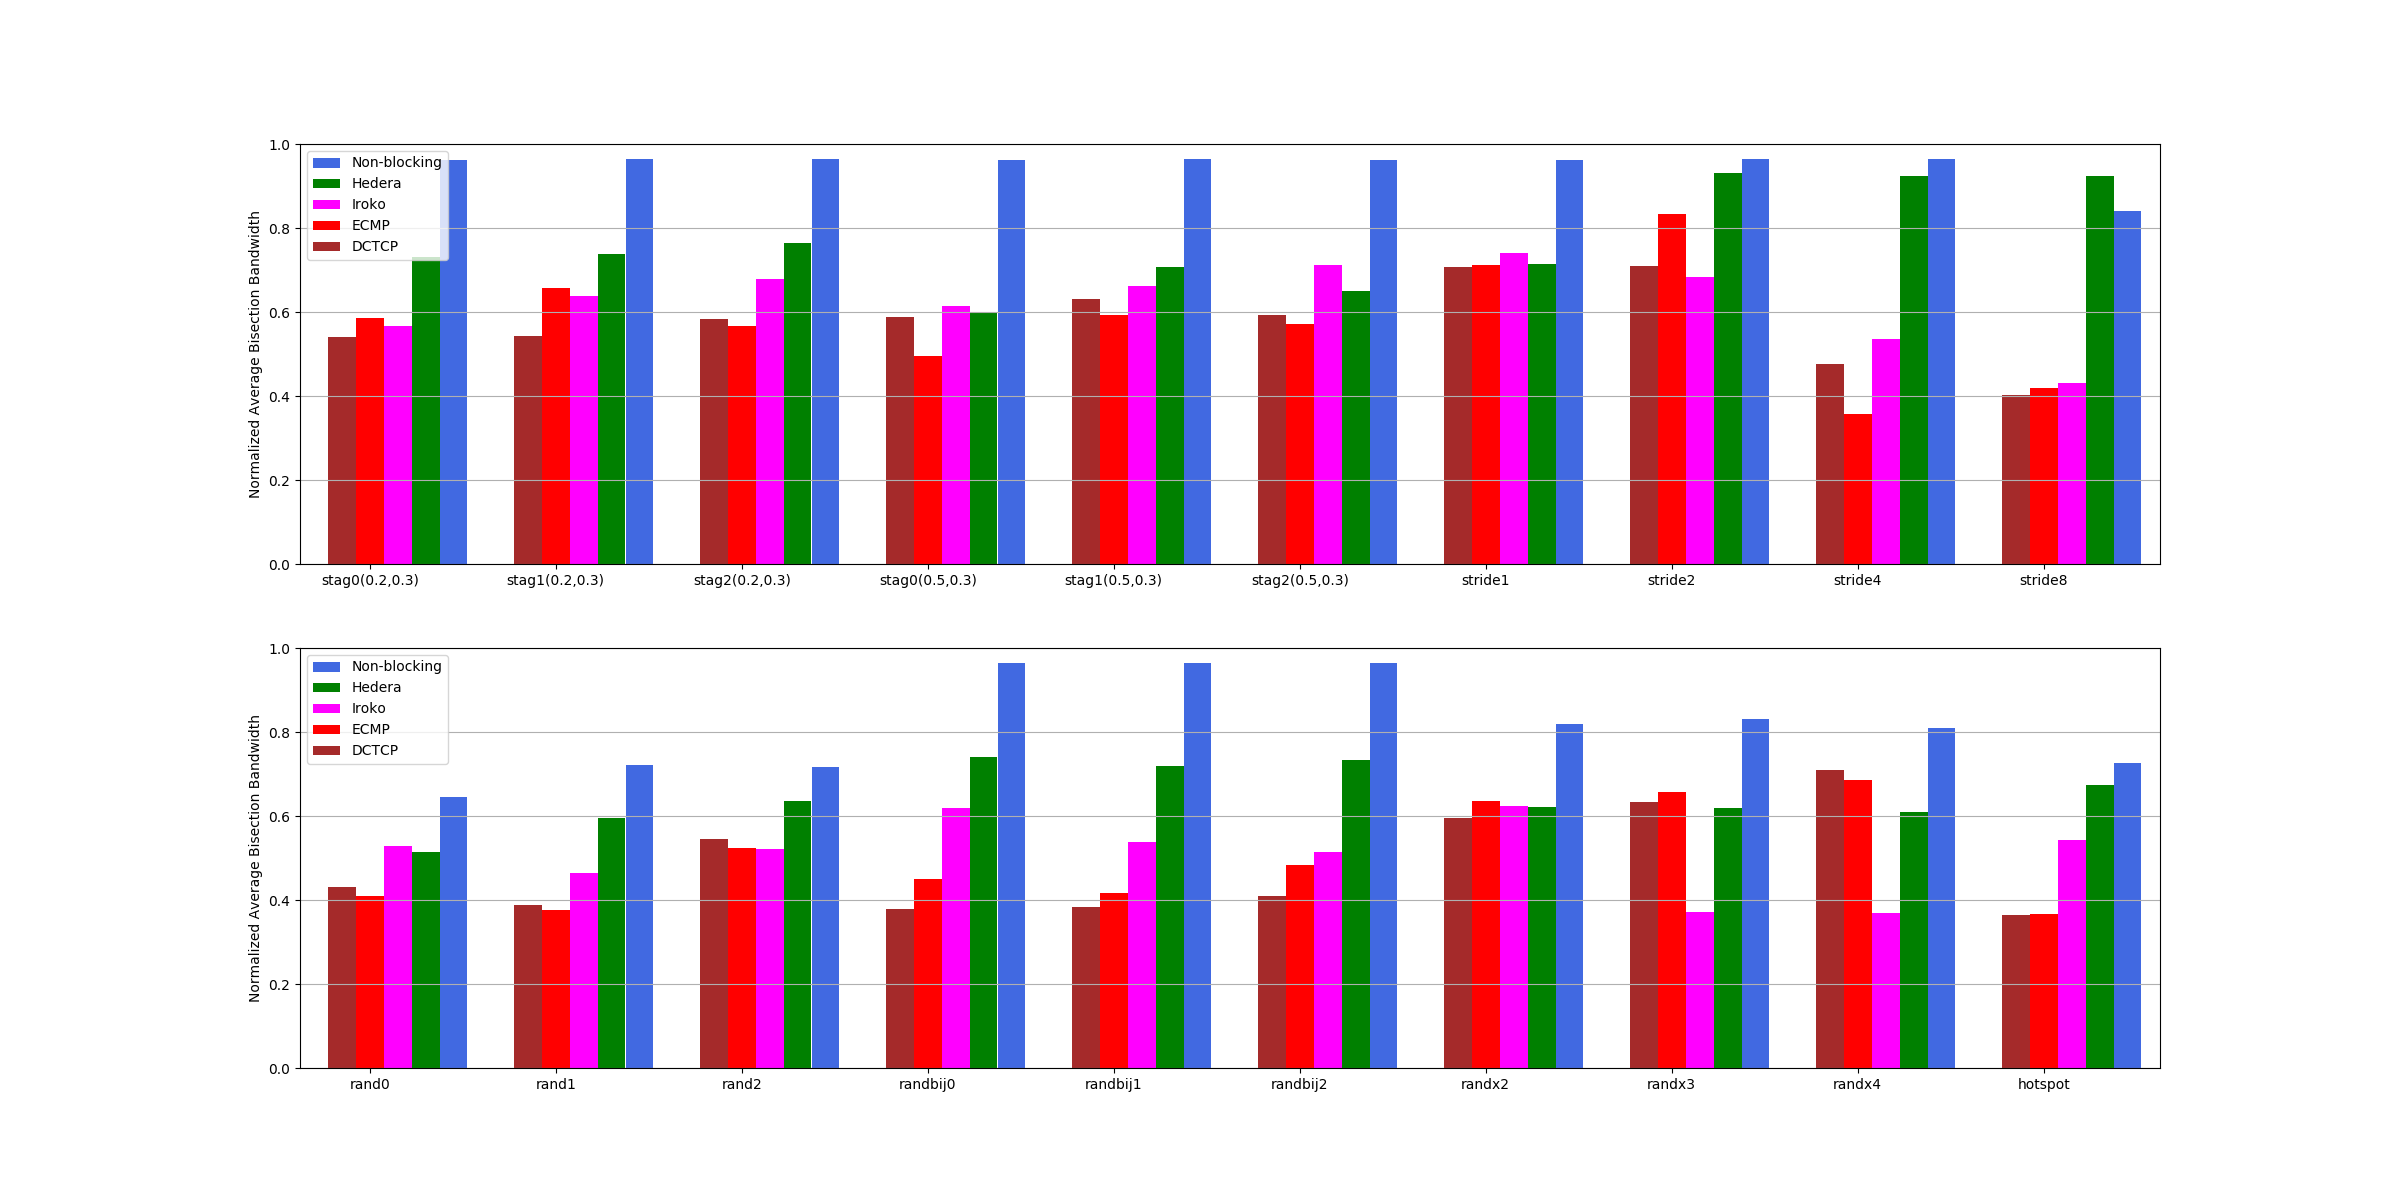 Normalized Average Bisection Bandwidth
1.0
0.8
0.6
0.4
0.2
0.0
Non-blocking
Hedera
Iroko
ECMP
DCTCP
stag0(0.2,0.3) stag1(0.2,0.3) stag2(0.2,0.3) stag0(0.5,0.3) stag1(0.5,0.3) stag2(0.5,0.3) stride1 stride2 stride4 stride8
Normalized Average Bisection Bandwidth
1.0
0.8
0.6
0.4
0.2
0.0
Non-blocking
Hedera
Iroko
ECMP
DCTCP
rand0 rand1 rand2 randbij0 randbij1 randbij2 randx2 randx3 randx4 hotspot